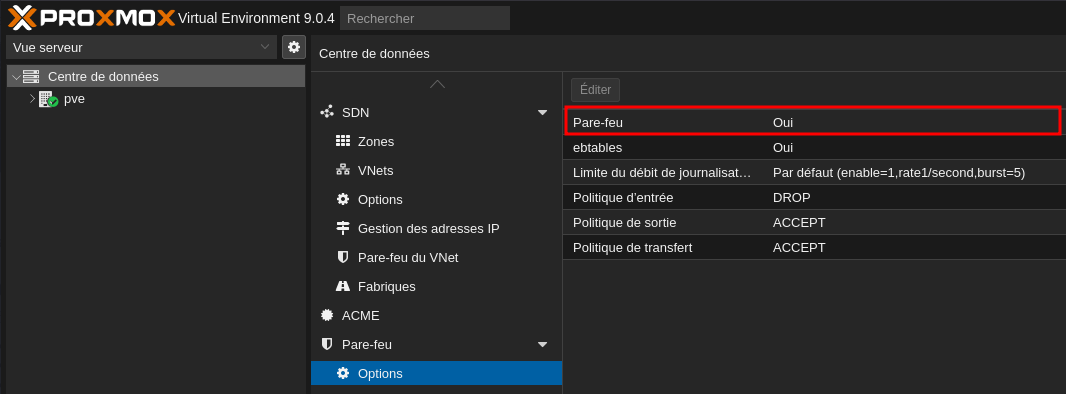 PROXMOX Virtual Environment 9.0.4 Rechercher
Vue serveur
Centre de données
pve
Centre de données
SDN
Zones
VNets
Options
Gestion des adresses IP
Pare-feu du VNet
Fabriques
ACME
Pare-feu
Options
Éditer
Pare-feu Oui
ebtables Oui
Limite du débit de journalisat… Par défaut (enable=1,rate1/second,burst=5)
Politique d'entrée DROP
Politique de sortie ACCEPT
Politique de transfert ACCEPT